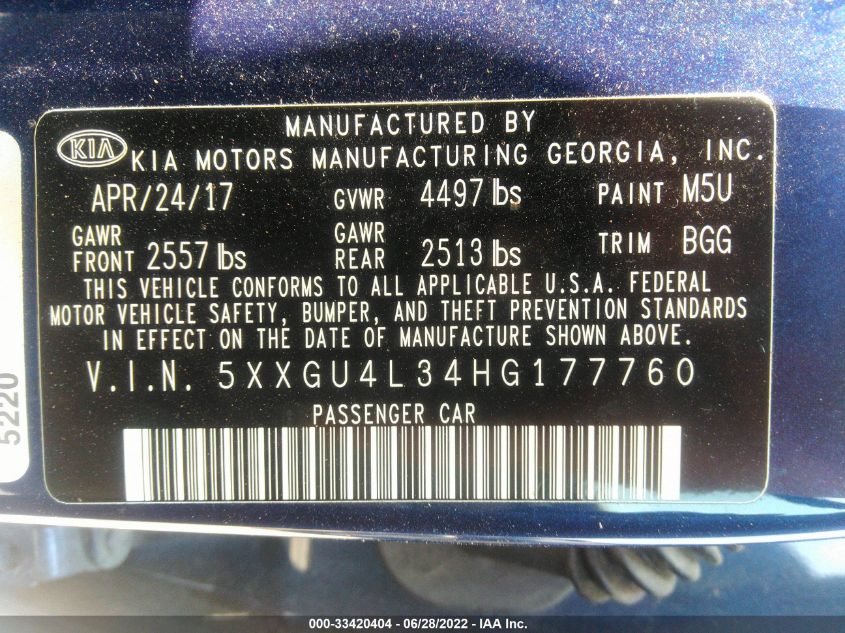 MANUFACTURED BY
KIA KIA MOTORS MANUFACTURING GEORGIA, INC.
APR/24/17 GVWR 4497 lbs PAINT M5U
GAWR FRONT 2557 lbs GAWR REAR 2513 lbs TRIM BGG
THIS VEHICLE CONFORMS TO ALL APPLICABLE U.S.A. FEDERAL
MOTOR VEHICLE SAFETY, BUMPER, AND THEFT PREVENTION STANDARDS
IN EFFECT ON THE DATE OF MANUFACTURE SHOWN ABOVE.
V.I.N. 5XXGU4L34HG177760
PASSENGER CAR
5220
000-33420404 / 06/28/2022 - IAA Inc.